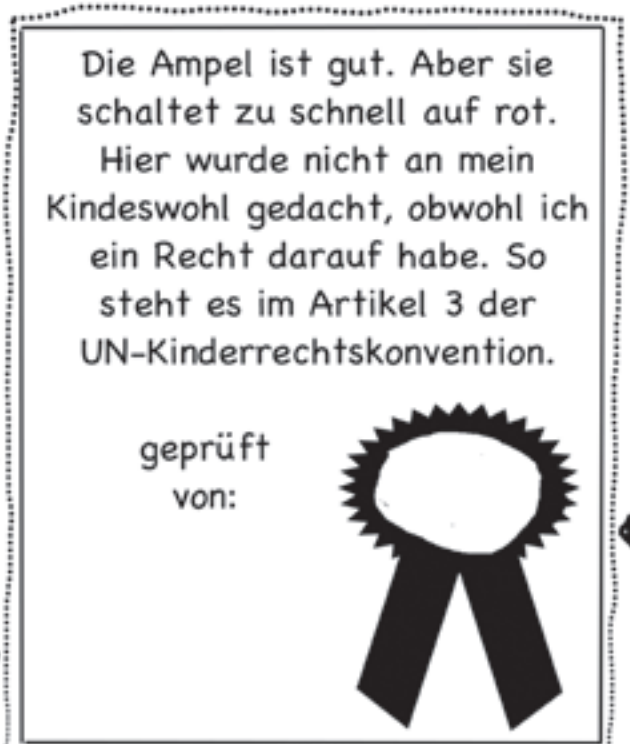 Die Ampel ist gut. Aber sie
schaltet zu schnell auf rot.
Hier wurde nicht an mein
Kindeswohl gedacht, obwohl ich
ein Recht darauf habe. So
steht es im Artikel 3 der
UN-Kinderrechtskonvention.
geprüft
von: